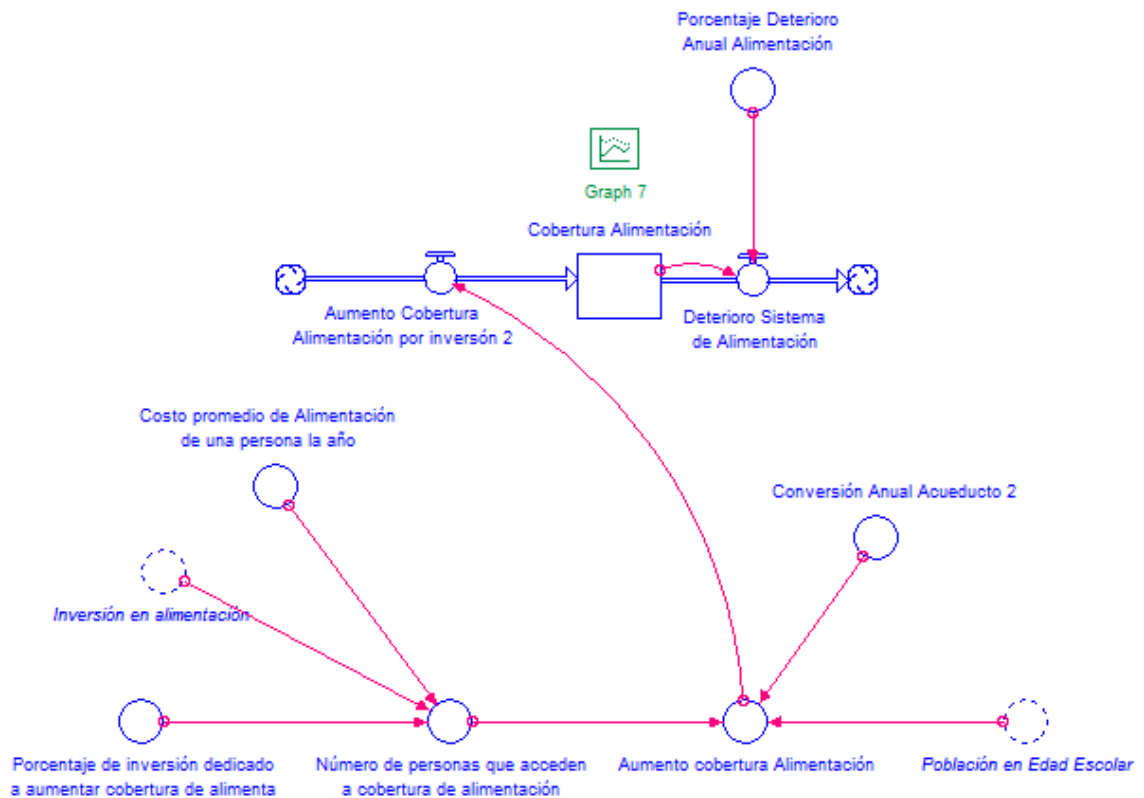 Porcentaje Deterioro
Anual Alimentación
Graph 7
Cobertura Alimentación
Aumento Cobertura
Alimentación por inversón 2
Deterioro Sistema
de Alimentación
Costo promedio de Alimentación
de una persona la año
Conversión Anual Acueducto 2
Inversión en alimentación
Porcentaje de inversión dedicado
a aumentar cobertura de alimenta
Número de personas que acceden
a cobertura de alimentación
Aumento cobertura Alimentación
Población en Edad Escolar